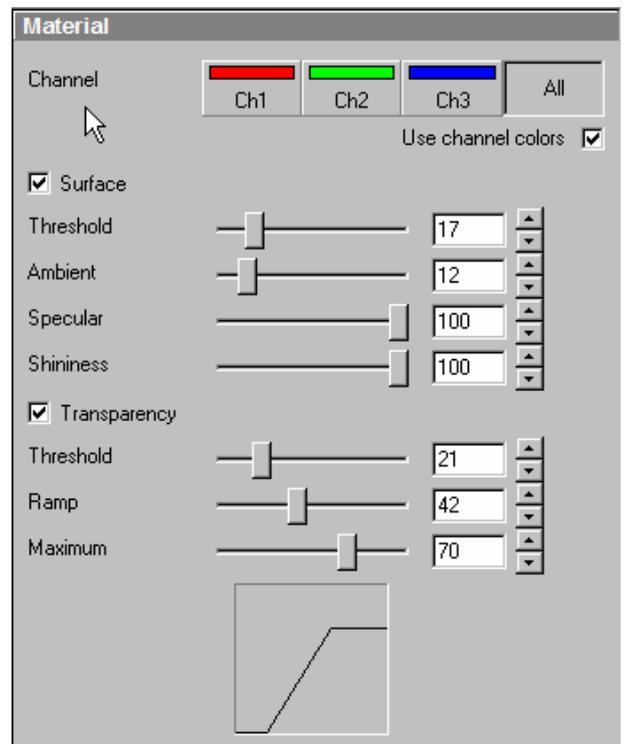 Material
Channel
Ch1 Ch2 Ch3 All
Use channel colors
Surface
Threshold 17
Ambient 12
Specular 100
Shininess 100
Transparency
Threshold 21
Ramp 42
Maximum 70